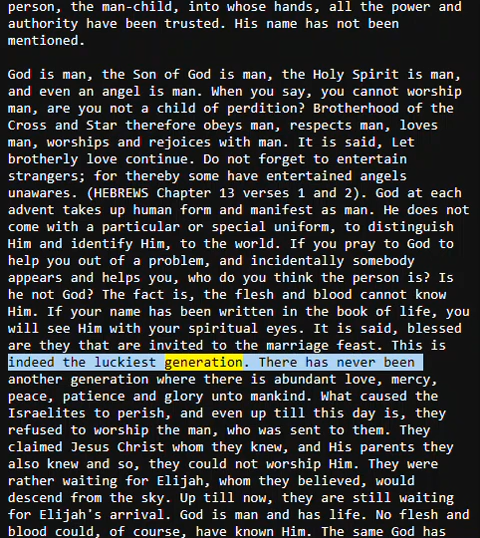 person, the man-child, into whose hands, all the power and
authority have been trusted. His name has not been
mentioned.
God is man, the Son of God is man, the Holy Spirit is man,
and even an angel is man. When you say, you cannot worship
man, are you not a child of perdition? Brotherhood of the
Cross and Star therefore obeys man, respects man, loves
man, worships and rejoices with man. It is said, Let
brotherly love continue. Do not forget to entertain
strangers; for thereby some have entertained angels
unawares. (HEBREWS Chapter 13 verses 1 and 2). God at each
advent takes up human form and manifest as man. He does not
come with a particular or special uniform, to distinguish
Him and identify Him, to the world. If you pray to God to
help you out of a problem, and incidentally somebody
appears and helps you, who do you think the person is? Is
he not God? The fact is, the flesh and blood cannot know
Him. If your name has been written in the book of life, you
will see Him with your spiritual eyes. It is said, blessed
are they that are invited to the marriage feast. This is
indeed the luckiest generation. There has never been
another generation where there is abundant love, mercy,
peace, patience and glory unto mankind. What caused the
Israelites to perish, and even up till this day is, they
refused to worship the man, who was sent to them. They
claimed Jesus Christ whom they knew, and His parents they
also knew and so, they could not worship Him. They were
rather waiting for Elijah, whom they believed, would
descend from the sky. Up till now, they are still waiting
for Elijah's arrival. God is man and has life. No flesh and
blood could, of course, have known Him. The same God has